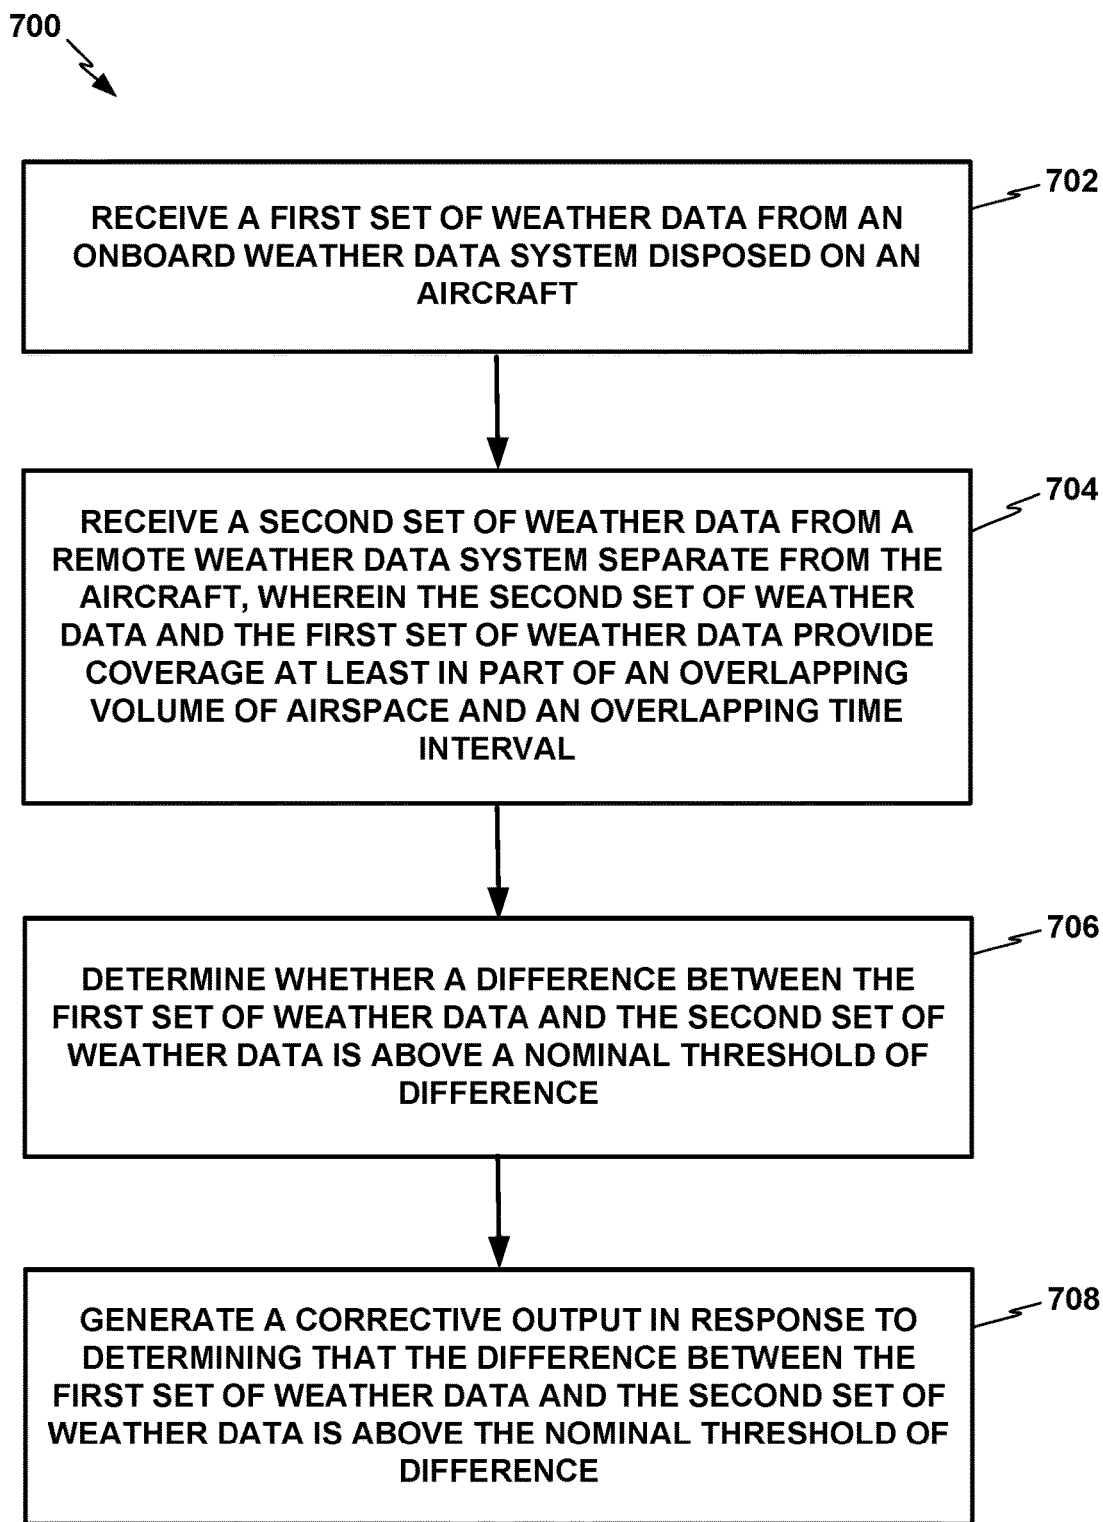 700
702
RECEIVE A FIRST SET OF WEATHER DATA FROM AN
ONBOARD WEATHER DATA SYSTEM DISPOSED ON AN
AIRCRAFT
704
RECEIVE A SECOND SET OF WEATHER DATA FROM A
REMOTE WEATHER DATA SYSTEM SEPARATE FROM THE
AIRCRAFT, WHEREIN THE SECOND SET OF WEATHER
DATA AND THE FIRST SET OF WEATHER DATA PROVIDE
COVERAGE AT LEAST IN PART OF AN OVERLAPPING
VOLUME OF AIRSPACE AND AN OVERLAPPING TIME
INTERVAL
706
DETERMINE WHETHER A DIFFERENCE BETWEEN THE
FIRST SET OF WEATHER DATA AND THE SECOND SET OF
WEATHER DATA IS ABOVE A NOMINAL THRESHOLD OF
DIFFERENCE
708
GENERATE A CORRECTIVE OUTPUT IN RESPONSE TO
DETERMINING THAT THE DIFFERENCE BETWEEN THE
FIRST SET OF WEATHER DATA AND THE SECOND SET OF
WEATHER DATA IS ABOVE THE NOMINAL THRESHOLD OF
DIFFERENCE